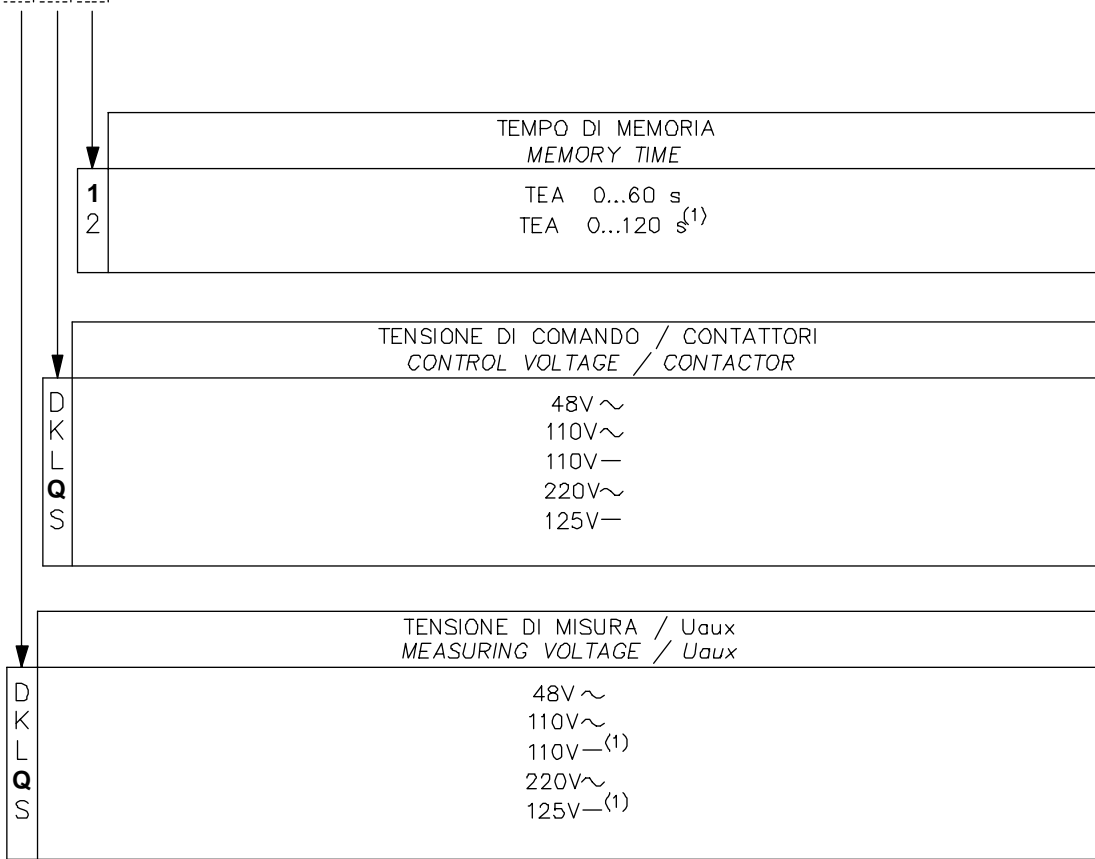 TEMPO DI MEMORIA
MEMORY TIME
1 TEA 0...60 s
2 TEA 0...120 s(1)
TENSIONE DI COMANDO / CONTATTORI
CONTROL VOLTAGE / CONTACTOR
D 48V~
K 110V~
L 110V—
Q 220V~
S 125V—
TENSIONE DI MISURA / Uaux
MEASURING VOLTAGE / Uaux
D 48V~
K 110V~
L 110V—(1)
Q 220V~
S 125V—(1)